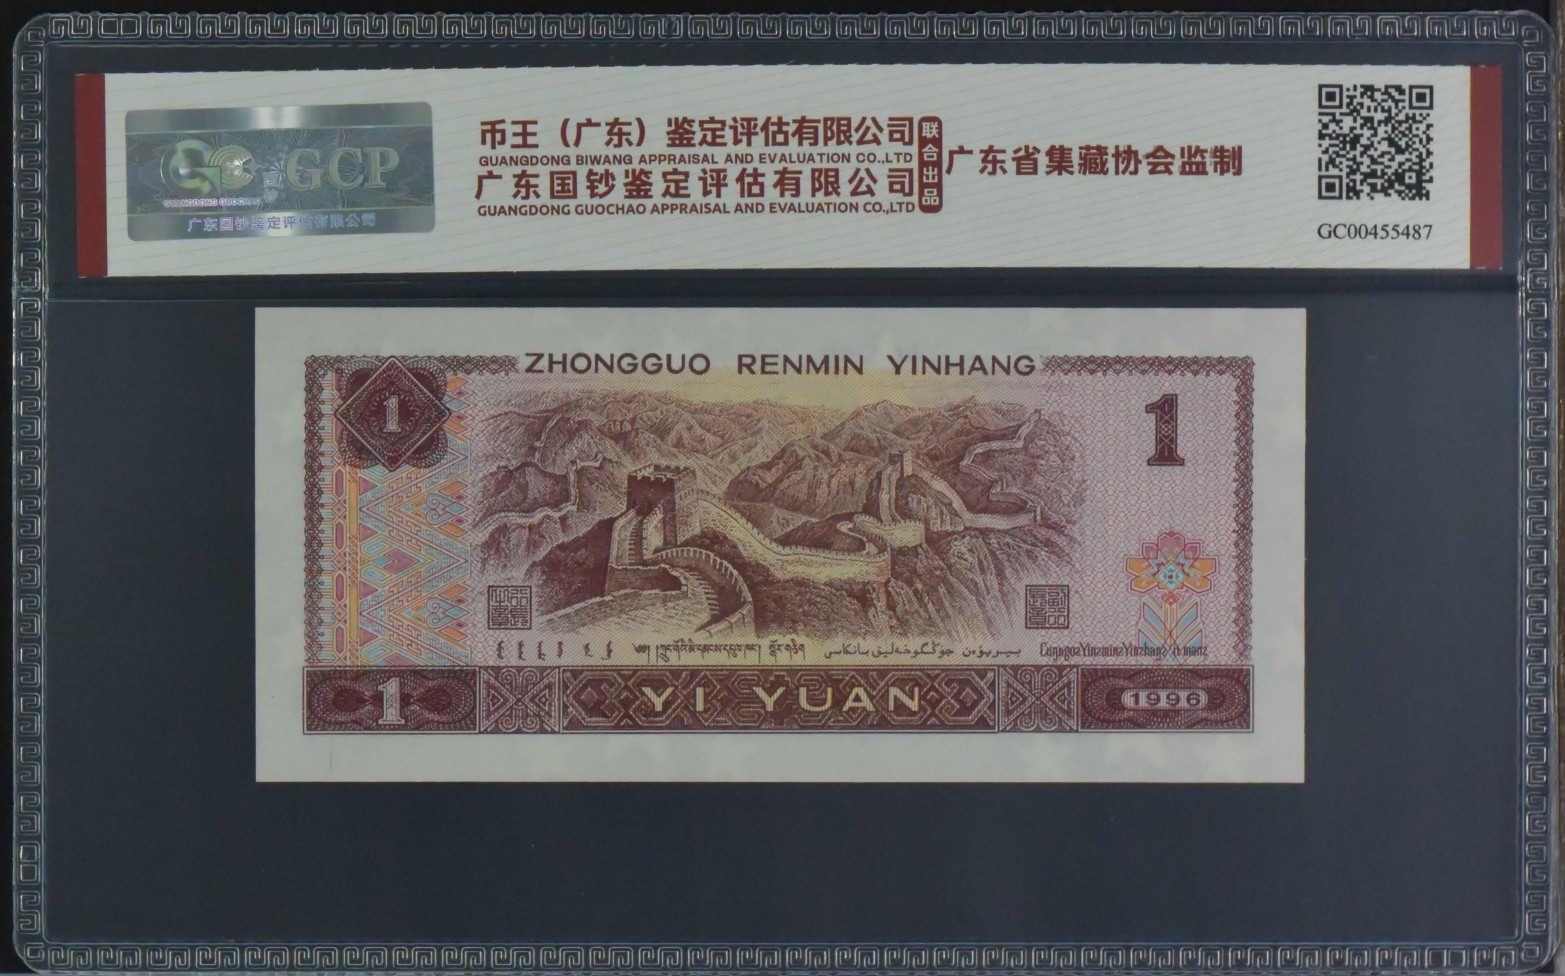 GCP
GUANGDONG GUOCHAO
广东国钞鉴定评估有限公司
币王（广东）鉴定评估有限公司
GUANGDONG BIWANG APPRAISAL AND EVALUATION CO.,LTD
广东国钞鉴定评估有限公司
GUANGDONG GUOCHAO APPRAISAL AND EVALUATION CO.,LTD
联合出品
广东省集藏协会监制
GC00455487
ZHONGGUO RENMIN YINHANG
1
1
1
YI YUAN
1996